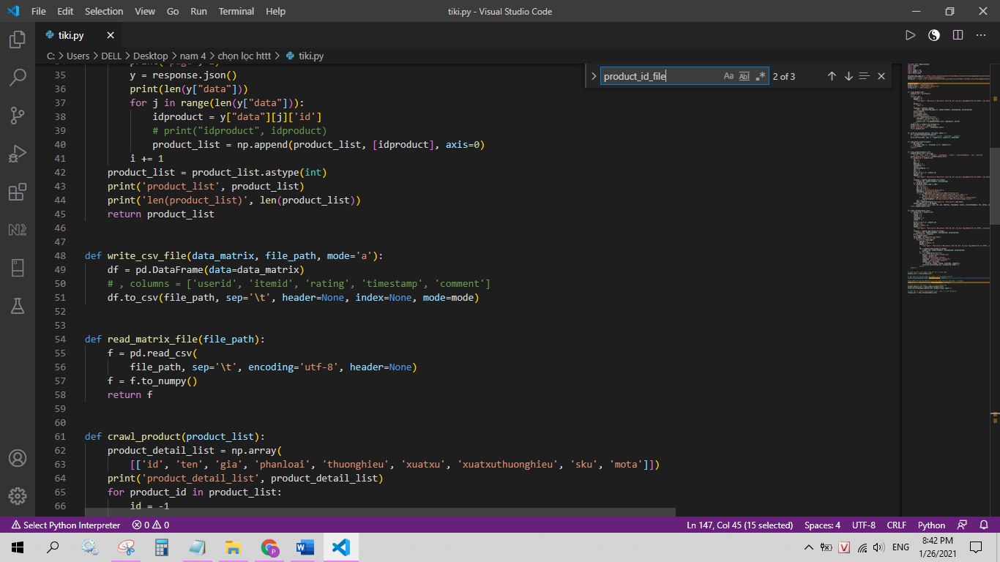 File Edit Selection View Go Run Terminal Help tiki.py - Visual Studio Code
tiki.py
C: > Users > DELL > Desktop > nam 4 > chọn lọc httt > tiki.py
product_id_file Aa Abl .* 2 of 3
35 y = response.json()
36 print(len(y["data"]))
37 for j in range(len(y["data"])):
38 idproduct = y["data"][j]['id']
39 # print("idproduct", idproduct)
40 product_list = np.append(product_list, [idproduct], axis=0)
41 i += 1
42 product_list = product_list.astype(int)
43 print('product_list', product_list)
44 print('len(product_list)', len(product_list))
45 return product_list
46
47
48 def write_csv_file(data_matrix, file_path, mode='a'):
49 df = pd.DataFrame(data=data_matrix)
50 # , columns = ['userid', 'itemid', 'rating', 'timestamp', 'comment']
51 df.to_csv(file_path, sep='\t', header=None, index=None, mode=mode)
52
53
54 def read_matrix_file(file_path):
55 f = pd.read_csv(
56 file_path, sep='\t', encoding='utf-8', header=None)
57 f = f.to_numpy()
58 return f
59
60
61 def crawl_product(product_list):
62 product_detail_list = np.array(
63 [['id', 'ten', 'gia', 'phanloai', 'thuonghieu', 'xuatxu', 'xuatxuthuonghieu', 'sku', 'mota']])
64 print('product_detail_list', product_detail_list)
65 for product_id in product_list:
66 id = -1
Select Python Interpreter 0 0 Ln 147, Col 45 (15 selected) Spaces: 4 UTF-8 CRLF Python
ENG 8:42 PM
1/26/2021